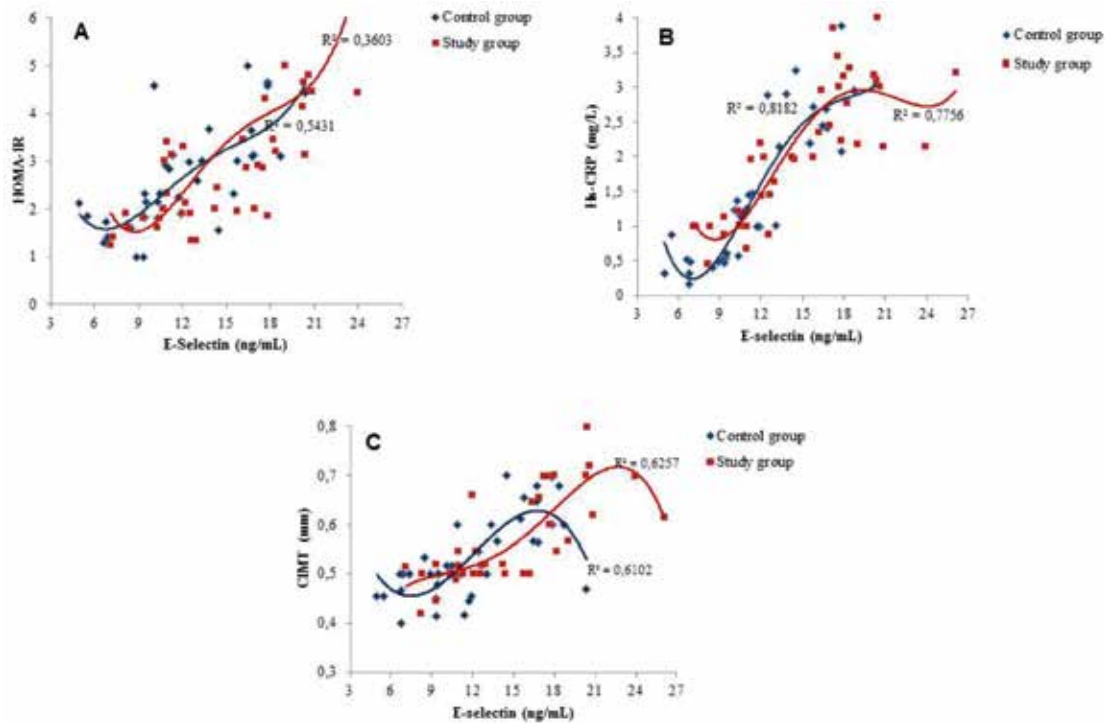 A
HOMA-IR
6
5
4
3
2
1
0
3 6 9 12 15 18 21 24 27
E-Selectin (ng/mL)
R² = 0,3603
R² = 0,5431
Control group
Study group
B
Hs-CRP (mg/L)
4
3,5
3
2,5
2
1,5
1
0,5
0
3 6 9 12 15 18 21 24 27
E-selectin (ng/mL)
R² = 0,8182
R² = 0,7756
Control group
Study group
C
CIMT (mm)
0,8
0,7
0,6
0,5
0,4
0,3
3 6 9 12 15 18 21 24 27
E-selectin (ng/mL)
R² = 0,6257
R² = 0,6102
Control group
Study group